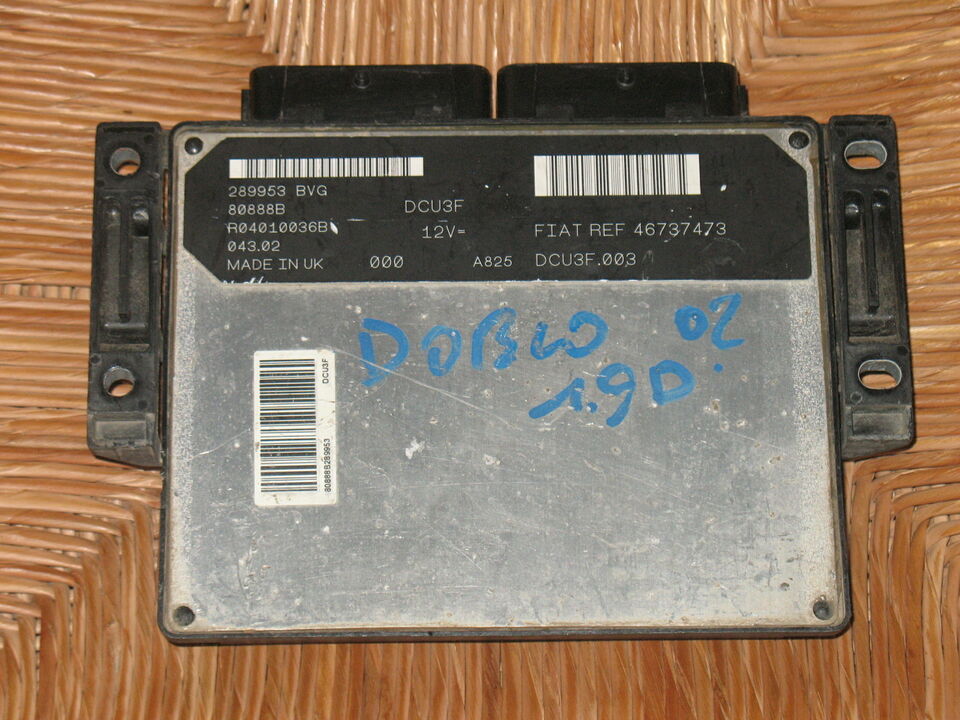 289953 BVG
80888B
DCU3F
R04010036B
12V=
FIAT REF 46737473
043.02
MADE IN UK
000
A825
DCU3F.003
DOBLO 02
1.9D
DCU3F
80888B289953